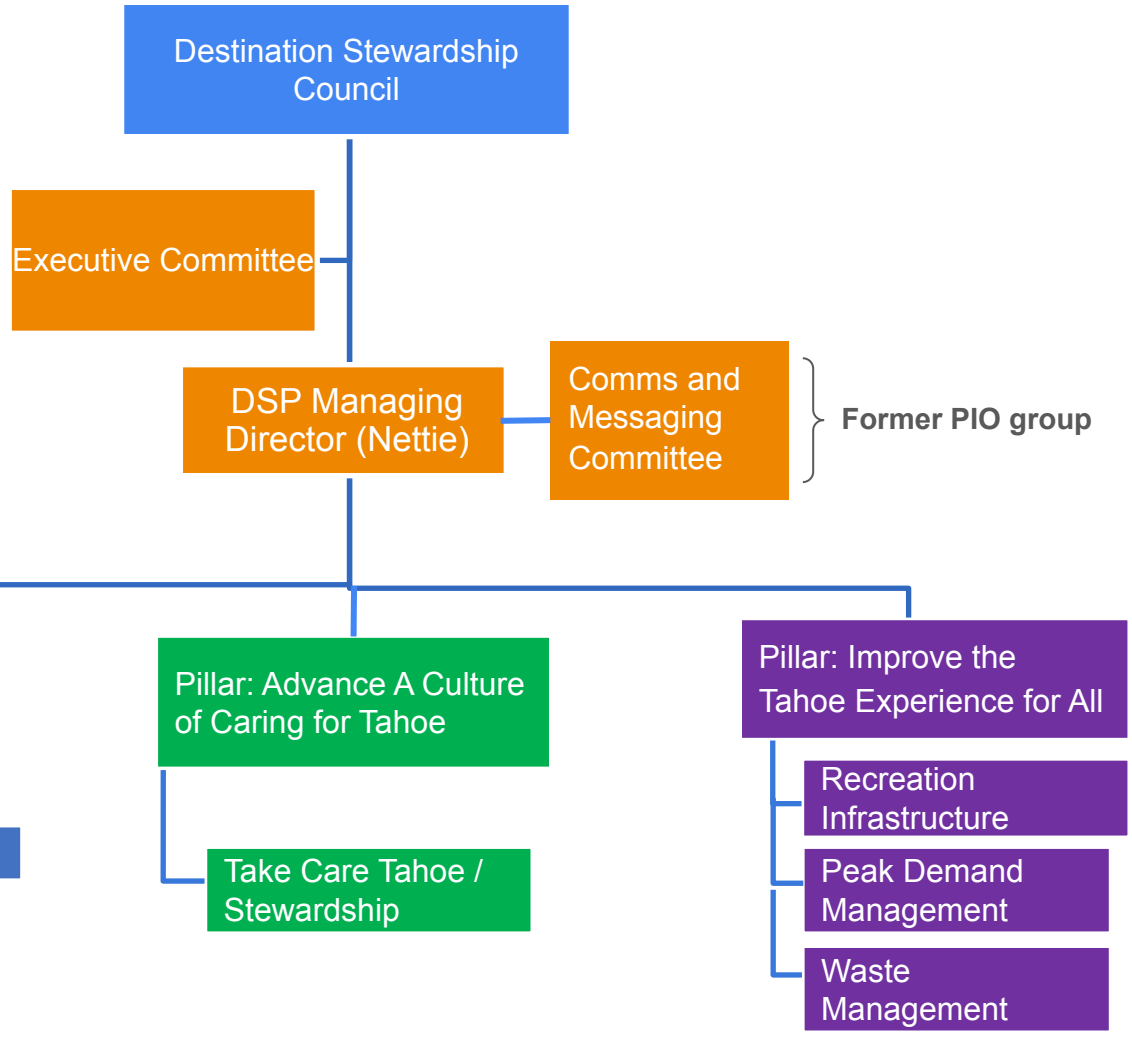 Destination Stewardship
Council
Executive Committee
DSP Managing
Director (Nettie)
Comms and
Messaging
Committee
Former PIO group
Pillar: Advance A Culture
of Caring for Tahoe
Take Care Tahoe /
Stewardship
Pillar: Improve the
Tahoe Experience for All
Recreation
Infrastructure
Peak Demand
Management
Waste
Management